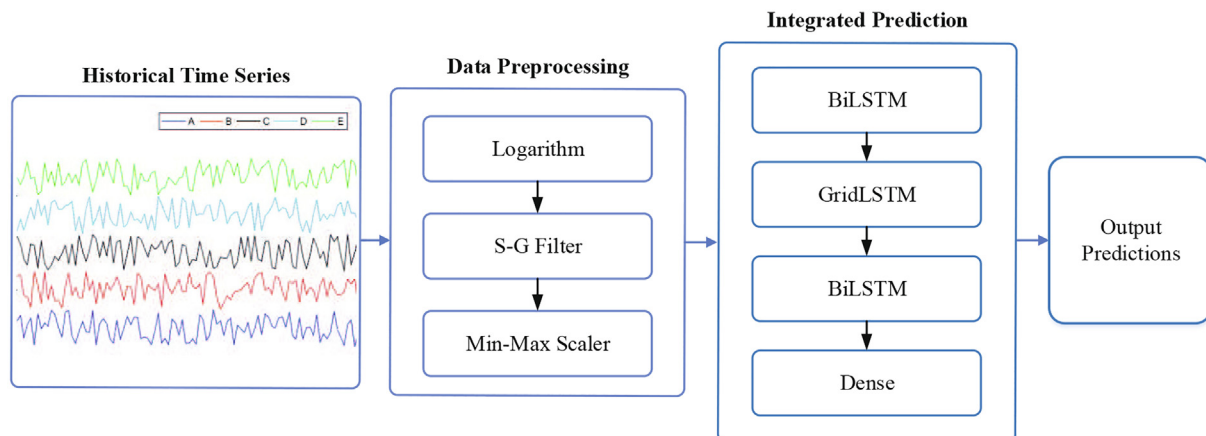 Historical Time Series
A B C D E
Data Preprocessing
Logarithm
S-G Filter
Min-Max Scaler
Integrated Prediction
BiLSTM
GridLSTM
BiLSTM
Dense
Output
Predictions